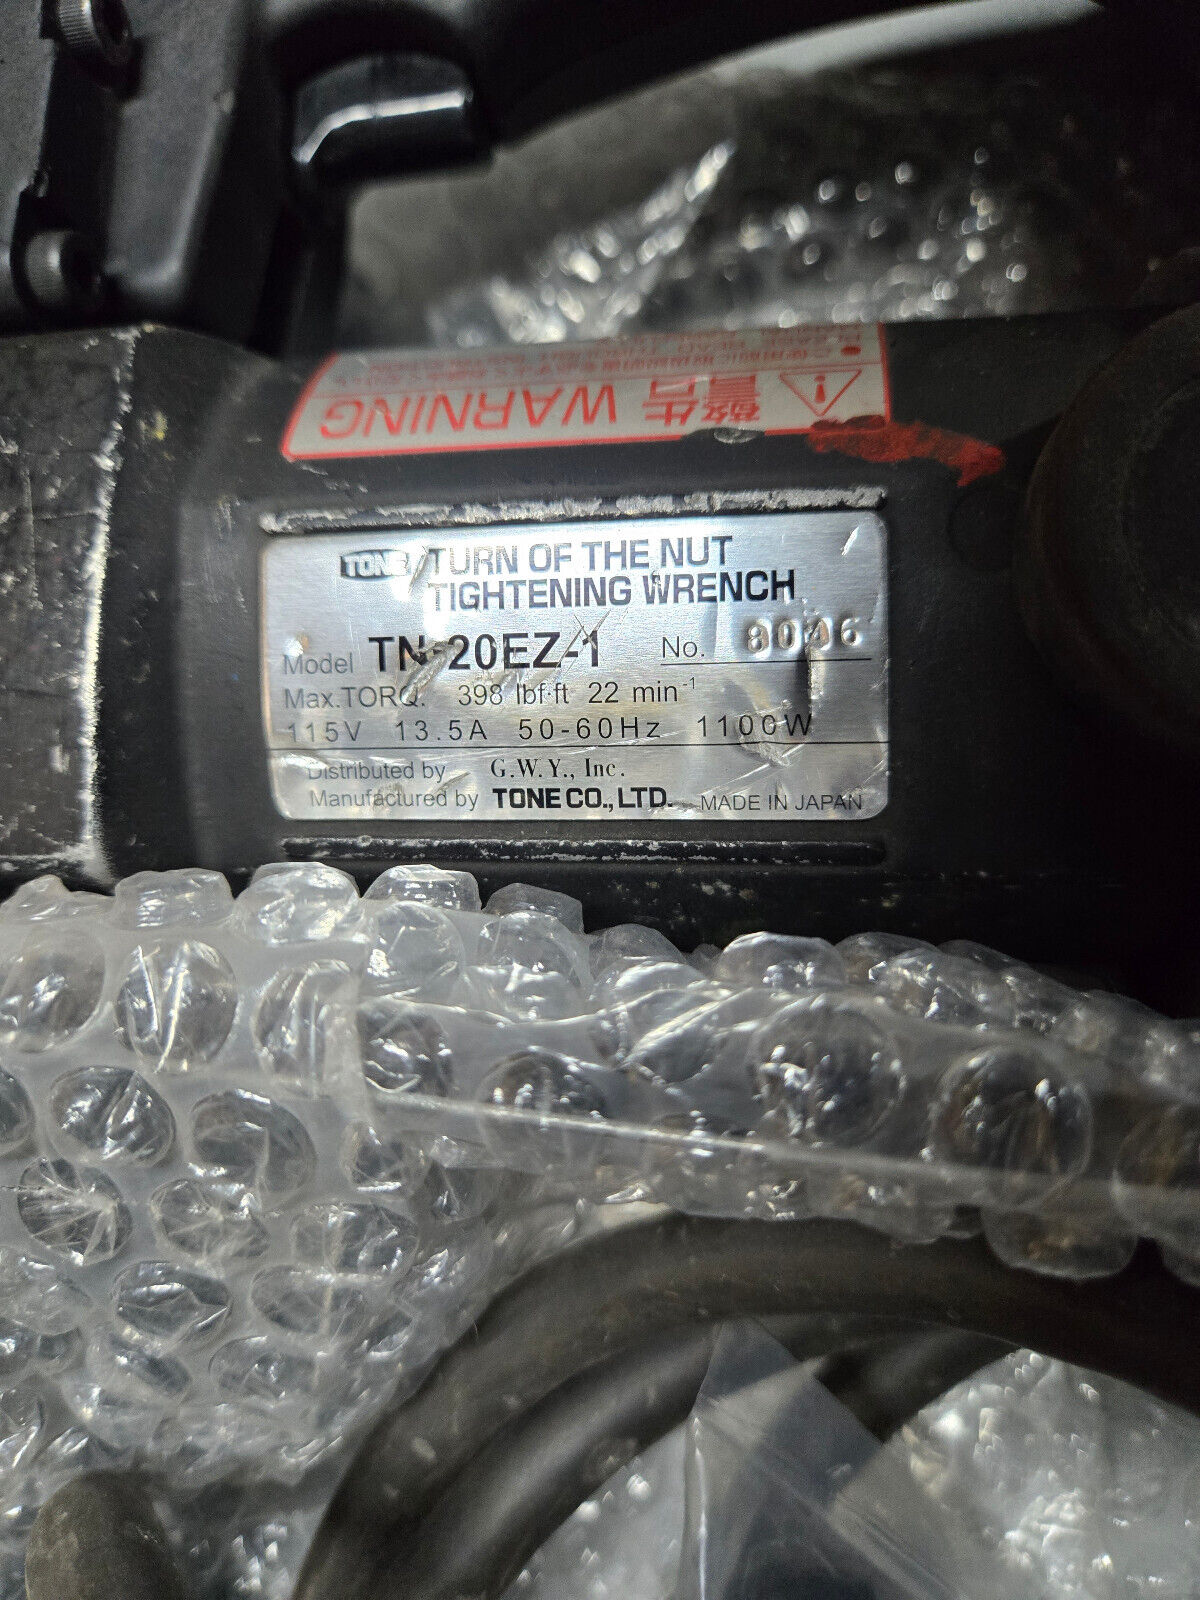 警告 WARNING
TONE TURN OF THE NUT
TIGHTENING WRENCH
Model TN-20EZ-1 No. 8046
Max.TORQ. 398 lbf·ft 22 min⁻¹
115V 13.5A 50-60Hz 1100W
Distributed by G.W.Y., Inc.
Manufactured by TONE CO., LTD. MADE IN JAPAN